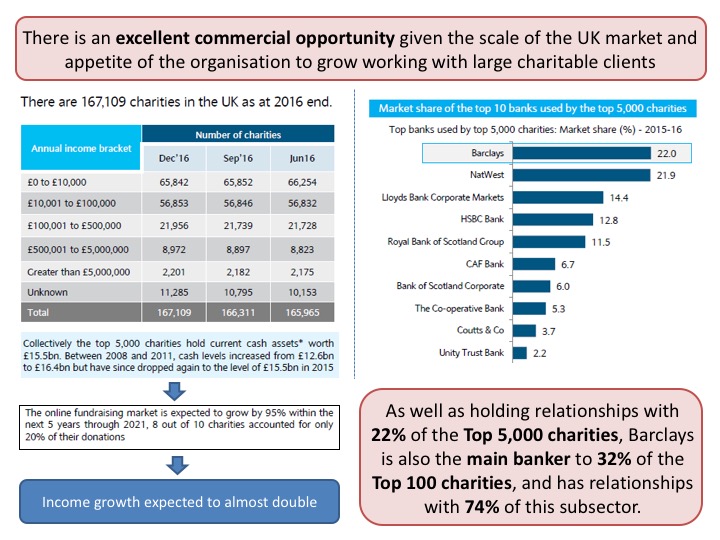 There is an excellent commercial opportunity given the scale of the UK market and
appetite of the organisation to grow working with large charitable clients
There are 167,109 charities in the UK as at 2016 end.
Annual income bracket
Number of charities
Dec'16 Sep'16 Jun16
£0 to £10,000 65,842 65,852 66,254
£10,001 to £100,000 56,853 56,846 56,832
£100,001 to £500,000 21,956 21,739 21,728
£500,001 to £5,000,000 8,972 8,897 8,823
Greater than £5,000,000 2,201 2,182 2,175
Unknown 11,285 10,795 10,153
Total 167,109 166,311 165,965
Collectively the top 5,000 charities hold current cash assets* worth
£15.5bn. Between 2008 and 2011, cash levels increased from £12.6bn
to £16.4bn but have since dropped again to the level of £15.5bn in 2015
The online fundraising market is expected to grow by 95% within the
next 5 years through 2021, 8 out of 10 charities accounted for only
20% of their donations
Income growth expected to almost double
Market share of the top 10 banks used by the top 5,000 charities
Top banks used by top 5,000 charities: Market share (%) - 2015-16
Barclays 22.0
NatWest 21.9
Lloyds Bank Corporate Markets 14.4
HSBC Bank 12.8
Royal Bank of Scotland Group 11.5
CAF Bank 6.7
Bank of Scotland Corporate 6.0
The Co-operative Bank 5.3
Coutts & Co 3.7
Unity Trust Bank 2.2
As well as holding relationships with
22% of the Top 5,000 charities, Barclays
is also the main banker to 32% of the
Top 100 charities, and has relationships
with 74% of this subsector.